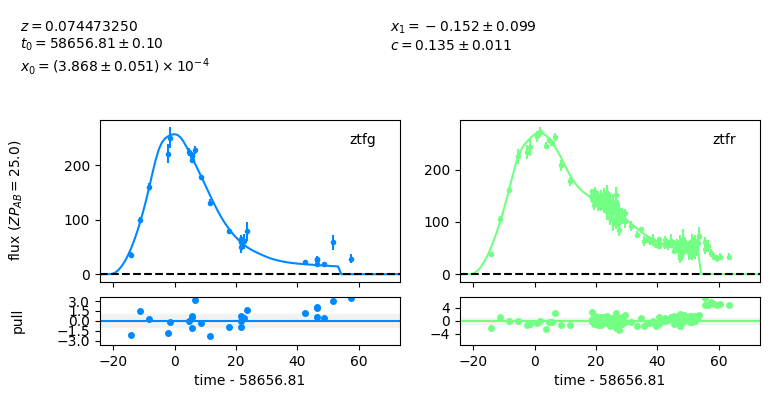 z = 0.074473250
t₀ = 58656.81 ± 0.10
x₀ = (3.868 ± 0.051) × 10⁻⁴
x₁ = −0.152 ± 0.099
c = 0.135 ± 0.011
flux (ZP_AB = 25.0)
ztfg
200
100
0
ztfr
200
100
0
pull
3.0
1.5
0.0
−1.5
−3.0
−20 0 20 40 60
time - 58656.81
4
0
−4
−20 0 20 40 60
time - 58656.81